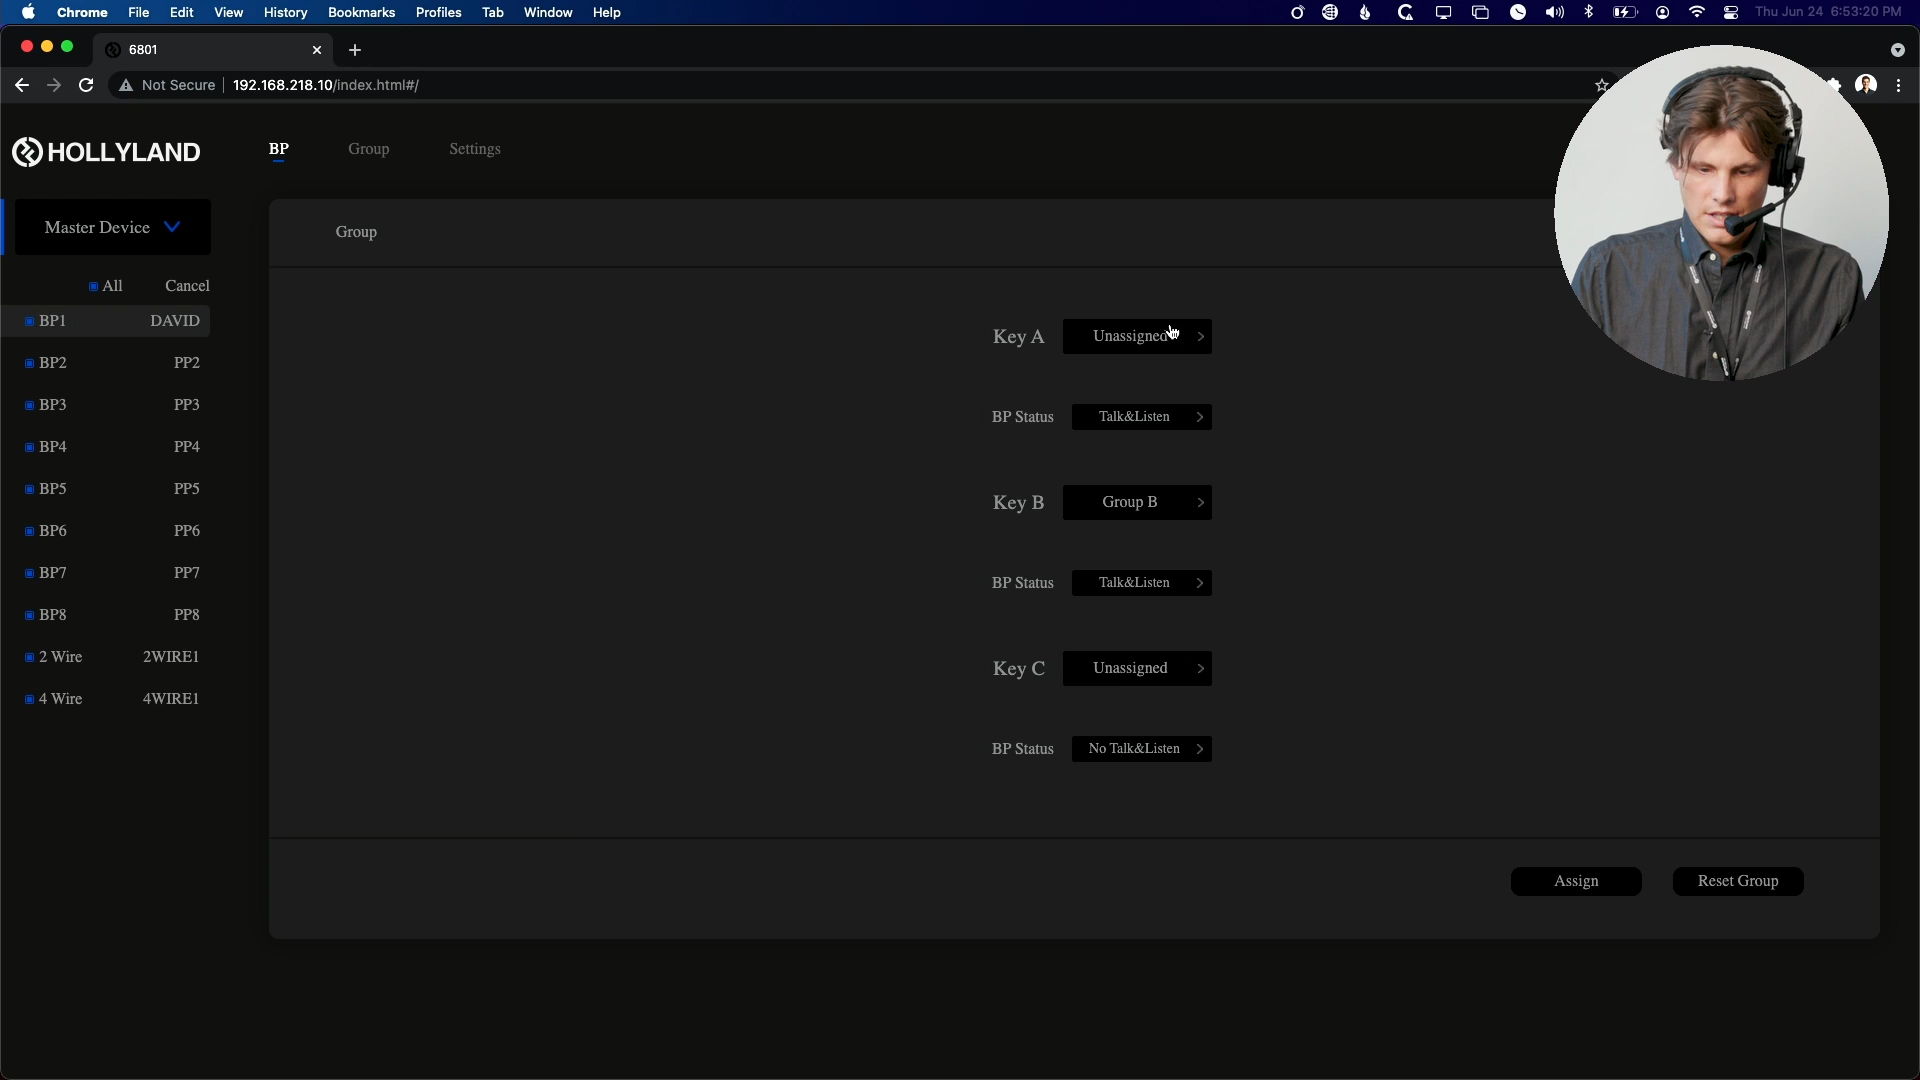 Chrome File Edit View History Bookmarks Profiles Tab Window Help Thu Jun 24 6:53:20 PM
6801
Not Secure 192.168.218.10/index.html#/
HOLLYLAND BP Group Settings
Master Device
Group
All Cancel
BP1 DAVID
BP2 PP2
BP3 PP3
BP4 PP4
BP5 PP5
BP6 PP6
BP7 PP7
BP8 PP8
2 Wire 2WIRE1
4 Wire 4WIRE1
Key A Unassigned >
BP Status Talk&Listen >
Key B Group B >
BP Status Talk&Listen >
Key C Unassigned >
BP Status No Talk&Listen >
Assign Reset Group